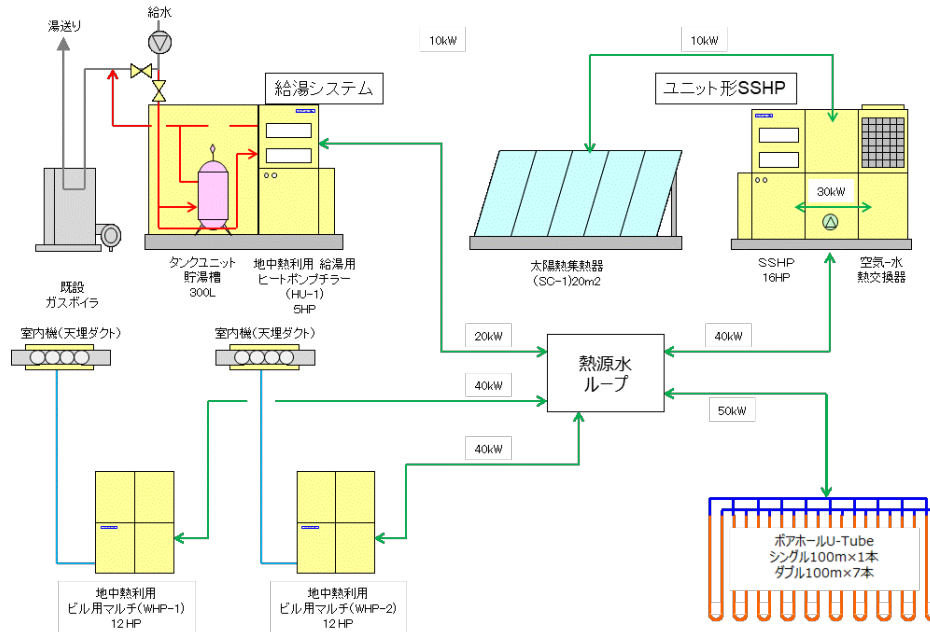 湯送り
給水
10kW
10kW
給湯システム
ユニット形SSHP
30kW
タンクユニット
貯湯槽
300L
地中熱利用 給湯用
ヒートポンプチラー
(HU-1)
5HP
太陽熱集熱器
(SC-1)20m2
SSHP
16HP
空気-水
熱交換器
既設
ガスボイラ
室内機(天埋ダクト)
室内機(天埋ダクト)
20kW
40kW
熱源水
ループ
40kW
50kW
40kW
ボアホールU-Tube
シングル100m×1本
ダブル100m×7本
地中熱利用
ビル用マルチ(WHP-1)
12HP
地中熱利用
ビル用マルチ(WHP-2)
12HP